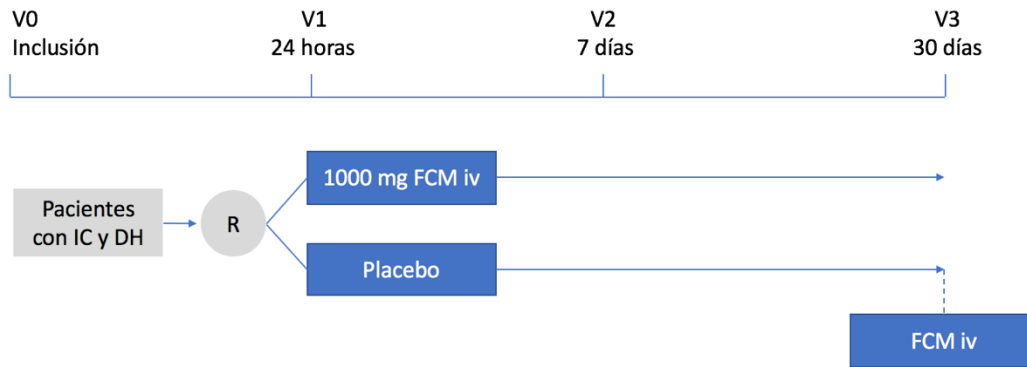 V0
Inclusión
V1
24 horas
V2
7 días
V3
30 días
Pacientes
con IC y DH
R
1000 mg FCM iv
Placebo
FCM iv